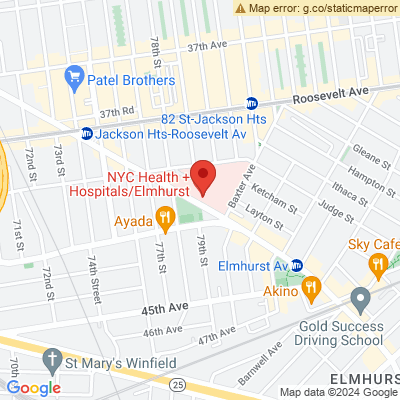 Map error: g.co/staticmaperror
37th Ave
78th St
Patel Brothers
Roosevelt Ave
37th Rd
82 St-Jackson Hts
Jackson Hts-Roosevelt Av
73rd St
72nd St
NYC Health +
Hospitals/Elmhurst
Baxter Ave
Gleane St
Hampton St
Ithaca St
Judge St
Ketcham St
Layton St
Ayada
71st St
74th Street
77th St
79th St
Sky Cafe
Elmhurst Av
Akino
72nd St
45th Ave
46th Ave
47th Ave
Gold Success
Driving School
Barnwell Ave
St Mary's Winfield
70th
25
ELMHURS
Google
Map data ©2024 Google